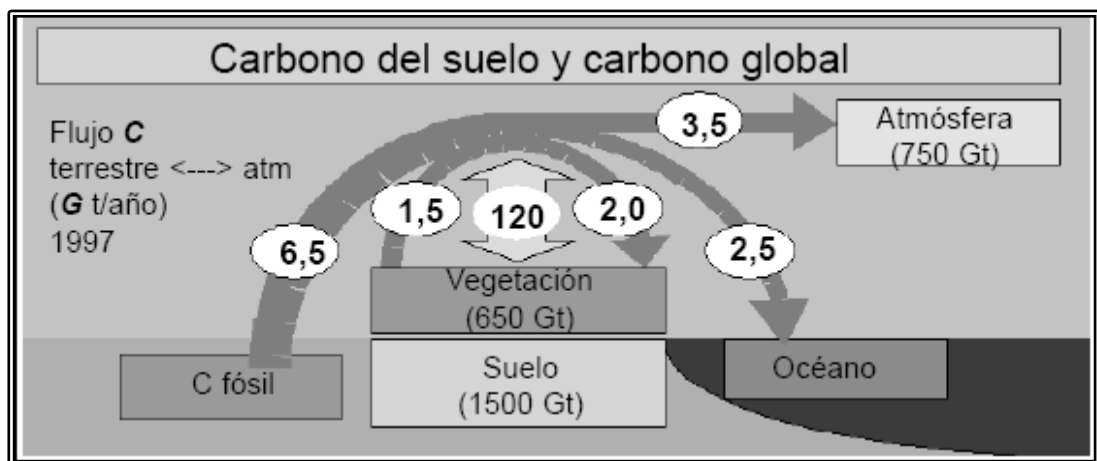 Carbono del suelo y carbono global
Flujo C
terrestre <---> atm
(G t/año)
1997
3,5
Atmósfera
(750 Gt)
1,5
120
2,0
6,5
2,5
Vegetación
(650 Gt)
C fósil
Suelo
(1500 Gt)
Océano